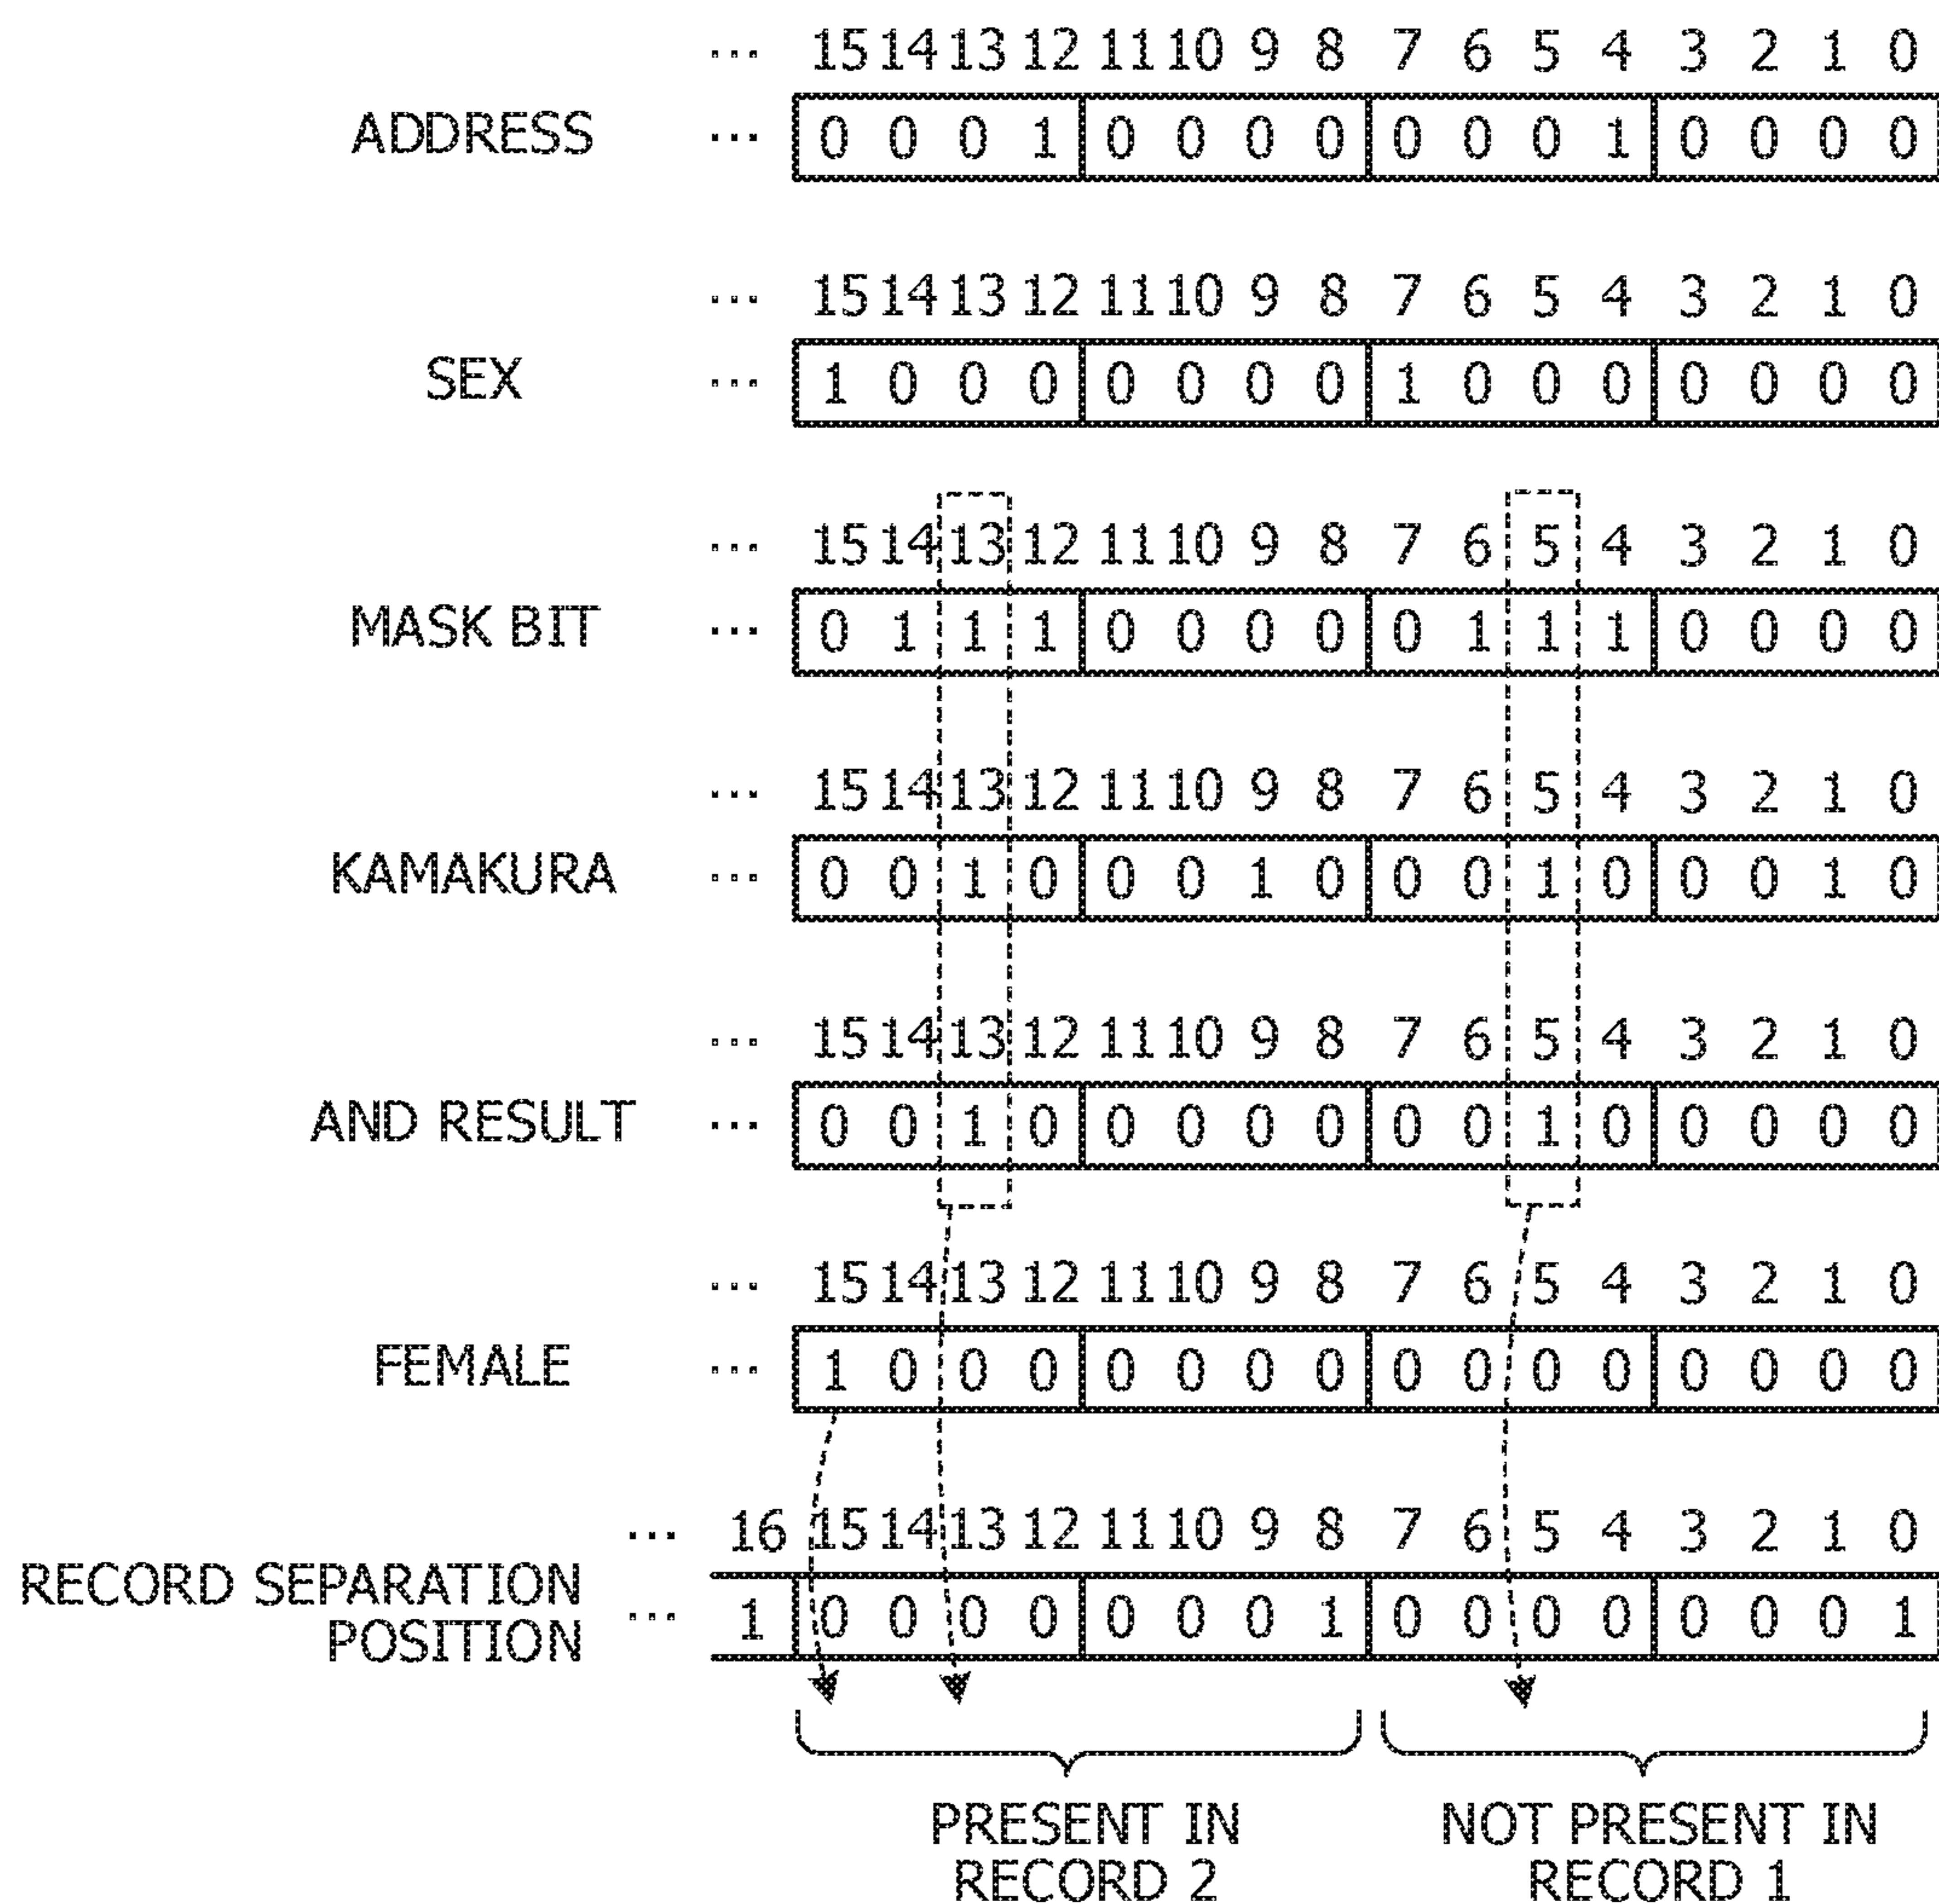 ... 15 14 13 12 11 10 9 8 7 6 5 4 3 2 1 0
ADDRESS ... 0 0 0 1 0 0 0 0 0 0 0 1 0 0 0 0
... 15 14 13 12 11 10 9 8 7 6 5 4 3 2 1 0
SEX ... 1 0 0 0 0 0 0 0 1 0 0 0 0 0 0 0
... 15 14 13 12 11 10 9 8 7 6 5 4 3 2 1 0
MASK BIT ... 0 1 1 1 0 0 0 0 0 1 1 1 0 0 0 0
... 15 14 13 12 11 10 9 8 7 6 5 4 3 2 1 0
KAMAKURA ... 0 0 1 0 0 0 1 0 0 0 1 0 0 0 1 0
... 15 14 13 12 11 10 9 8 7 6 5 4 3 2 1 0
AND RESULT ... 0 0 1 0 0 0 0 0 0 0 1 0 0 0 0 0
... 15 14 13 12 11 10 9 8 7 6 5 4 3 2 1 0
FEMALE ... 1 0 0 0 0 0 0 0 0 0 0 0 0 0 0 0
... 16 15 14 13 12 11 10 9 8 7 6 5 4 3 2 1 0
RECORD SEPARATION
POSITION ... 1 0 0 0 0 0 0 0 1 0 0 0 0 0 0 0 1
PRESENT IN
RECORD 2
NOT PRESENT IN
RECORD 1